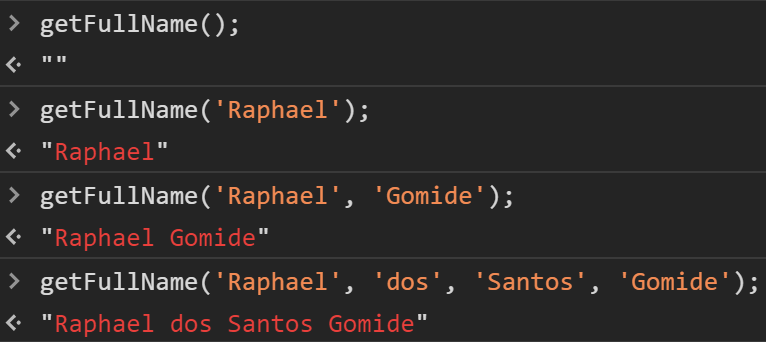 > getFullName();
<· ""
> getFullName('Raphael');
<· "Raphael"
> getFullName('Raphael', 'Gomide');
<· "Raphael Gomide"
> getFullName('Raphael', 'dos', 'Santos', 'Gomide');
<· "Raphael dos Santos Gomide"